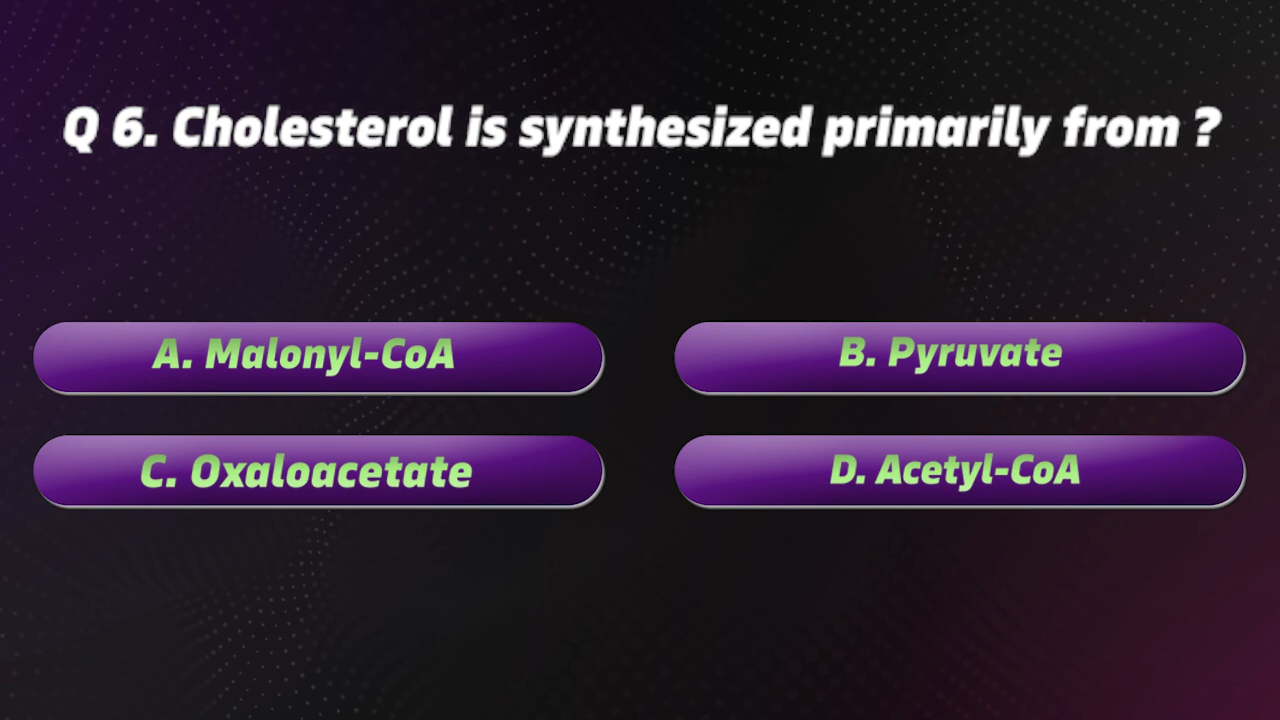 Q 6. Cholesterol is synthesized primarily from ?
A. Malonyl-CoA
B. Pyruvate
C. Oxaloacetate
D. Acetyl-CoA